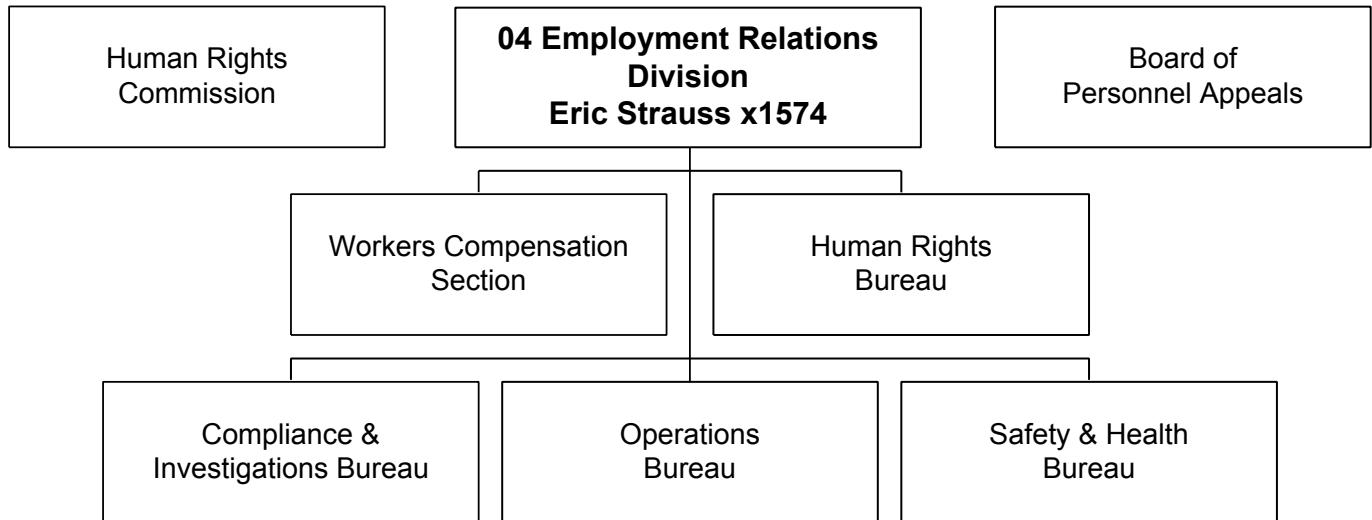 Human Rights
Commission
04 Employment Relations
Division
Eric Strauss x1574
Board of
Personnel Appeals
Workers Compensation
Section
Human Rights
Bureau
Compliance &
Investigations Bureau
Operations
Bureau
Safety & Health
Bureau